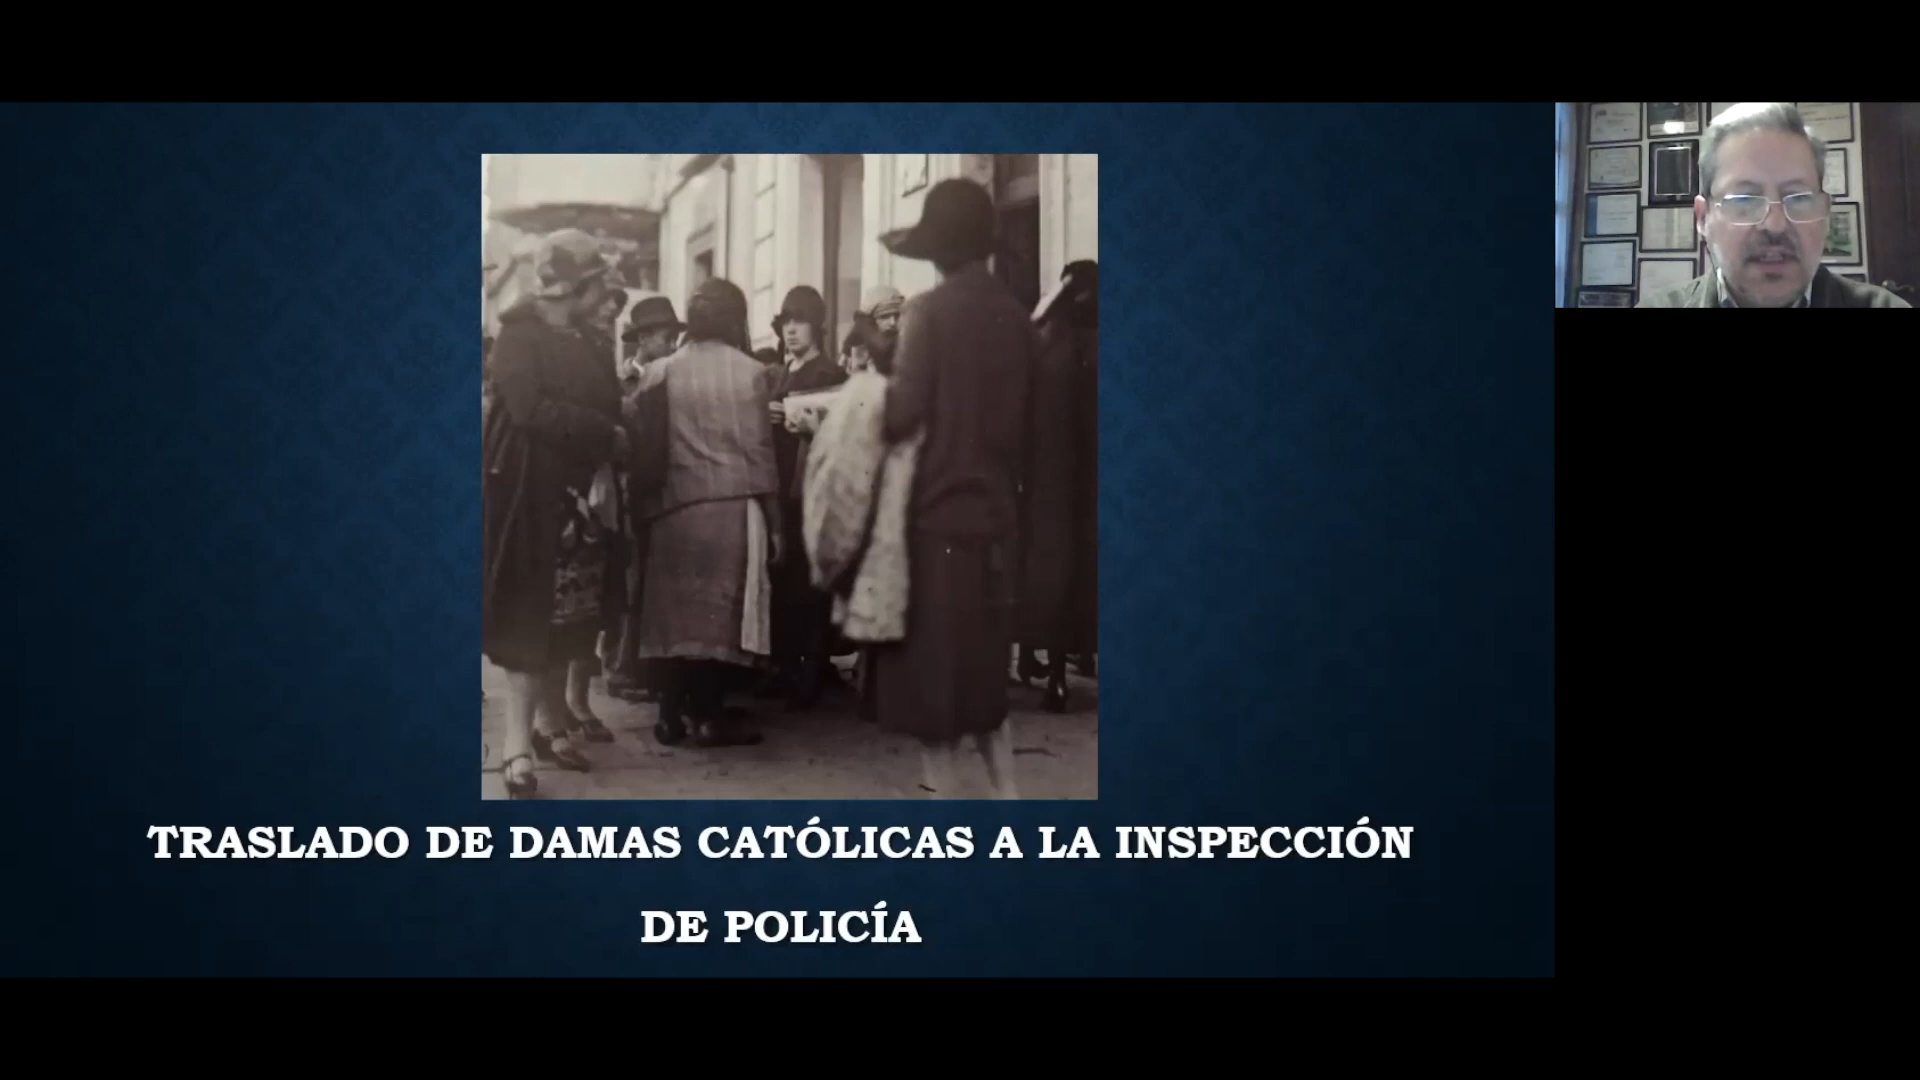 TRASLADO DE DAMAS CATÓLICAS A LA INSPECCIÓN
DE POLICÍA